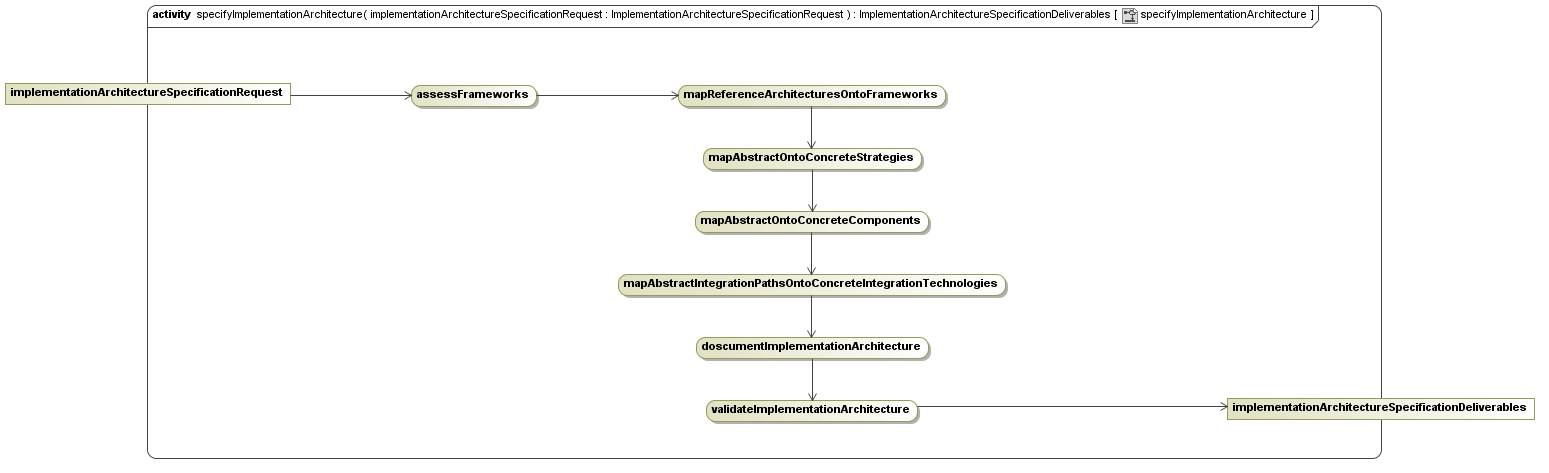 activity specifyImplementationArchitecture( implementationArchitectureSpecificationRequest : ImplementationArchitectureSpecificationRequest ) : ImplementationArchitectureSpecificationDeliverables [ specifyImplementationArchitecture ]
implementationArchitectureSpecificationRequest
assessFrameworks
mapReferenceArchitecturesOntoFrameworks
mapAbstractOntoConcreteStrategies
mapAbstractOntoConcreteComponents
mapAbstractIntegrationPathsOntoConcreteIntegrationTechnologies
doscumentImplementationArchitecture
validateImplementationArchitecture
implementationArchitectureSpecificationDeliverables